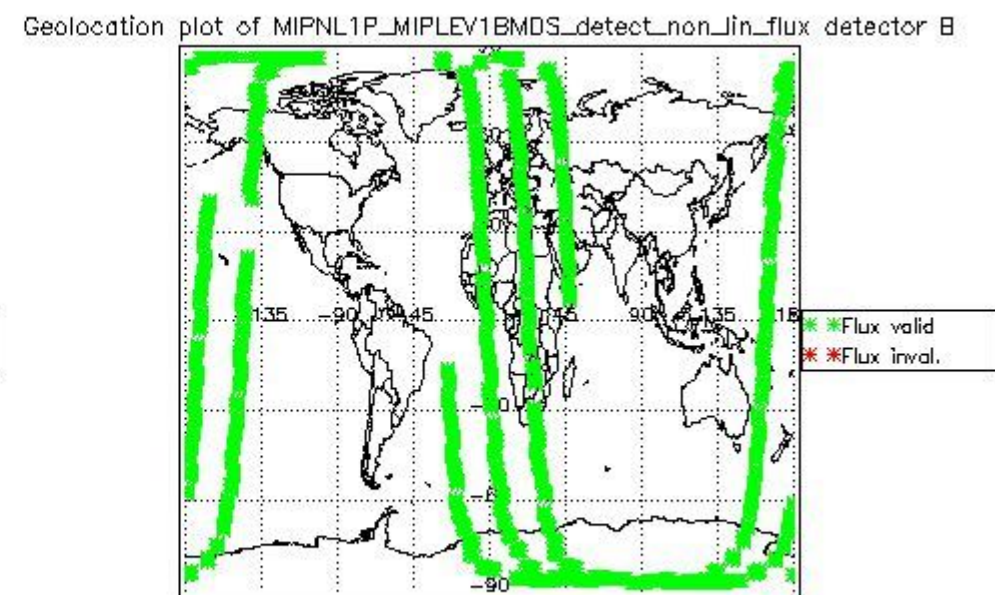 Geolocation plot of MIPNL1P_MIPLEV1BMDS_detect_non_lin_flux detector B
135
-90
45
45
90
135
Flux valid
Flux inval.
-90